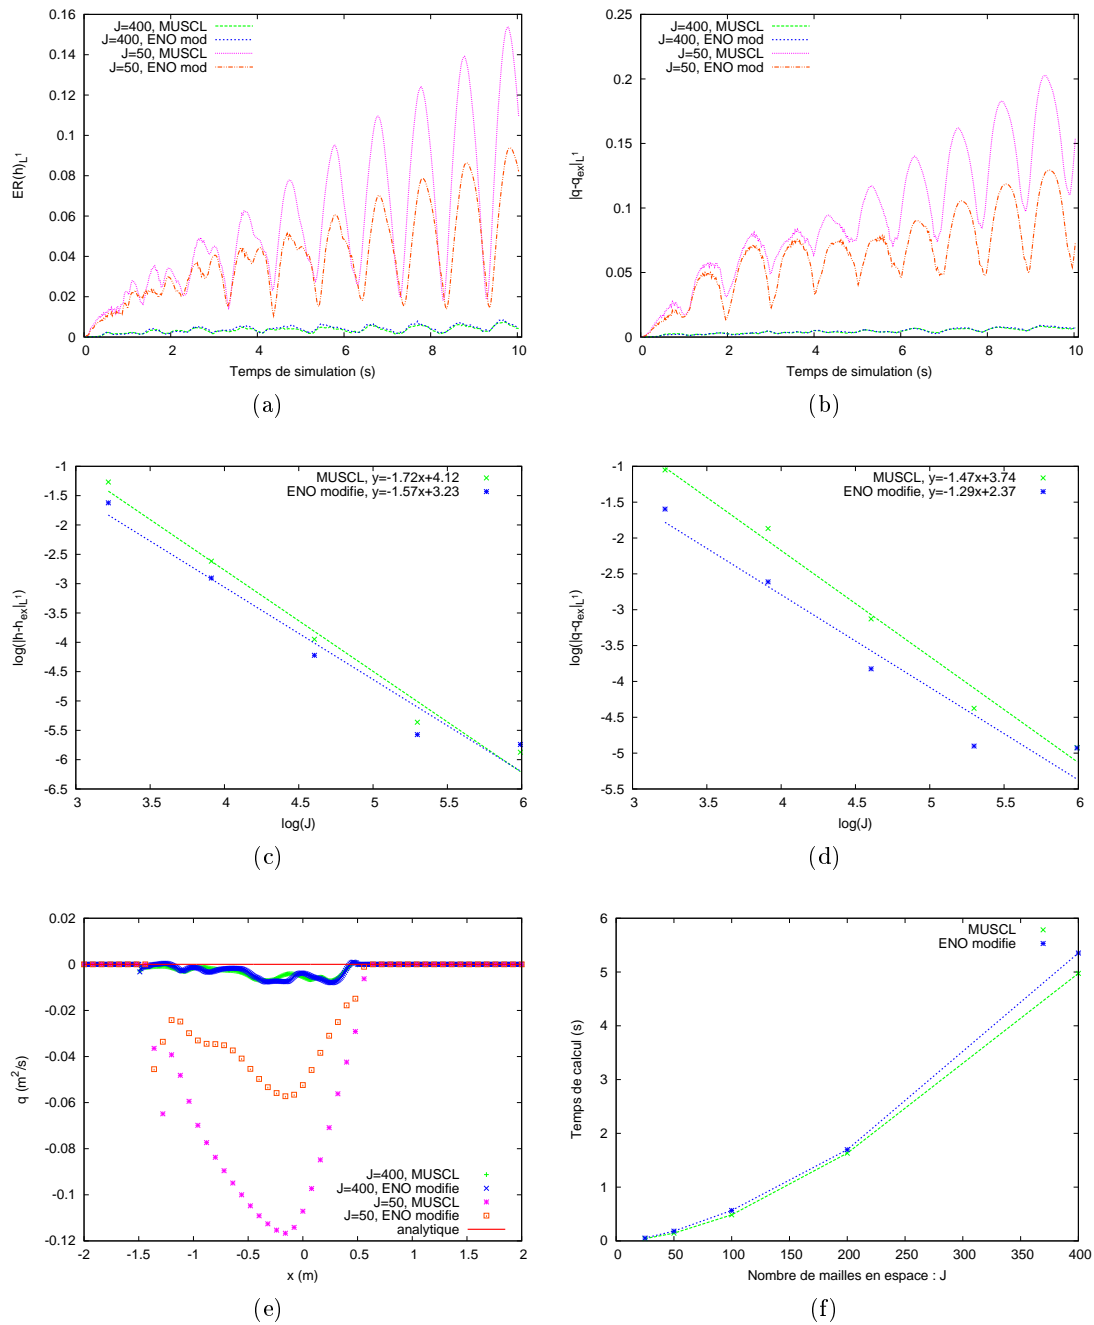 J=400, MUSCL
J=400, ENO mod
J=50, MUSCL
J=50, ENO mod
0.16
0.14
0.12
0.1
0.08
0.06
0.04
0.02
0
ER(h)L1
0 2 4 6 8 10
Temps de simulation (s)
(a)
J=400, MUSCL
J=400, ENO mod
J=50, MUSCL
J=50, ENO mod
0.25
0.20
0.15
0.1
0.05
0
|q-qex|L1
0 2 4 6 8 10
Temps de simulation (s)
(b)
MUSCL, y=-1.72x+4.12
ENO modifie, y=-1.57x+3.23
-1
-1.5
-2
-2.5
-3
-3.5
-4
-4.5
-5
-5.5
-6
-6.5
log(|h-hex|L1)
3 3.5 4 4.5 5 5.5 6
log(J)
(c)
MUSCL, y=-1.47x+3.74
ENO modifie, y=-1.29x+2.37
-1
-1.5
-2
-2.5
-3
-3.5
-4
-4.5
-5
-5.5
log(|q-qex|L1)
3 3.5 4 4.5 5 5.5 6
log(J)
(d)
0.02
0
-0.02
-0.04
-0.06
-0.08
-0.1
-0.12
q (m2/s)
J=400, MUSCL
J=400, ENO modifie
J=50, MUSCL
J=50, ENO modifie
analytique
-2 -1.5 -1 -0.5 0 0.5 1 1.5 2
x (m)
(e)
MUSCL
ENO modifie
6
5
4
3
2
1
0
Temps de calcul (s)
0 50 100 150 200 250 300 350 400
Nombre de mailles en espace : J
(f)